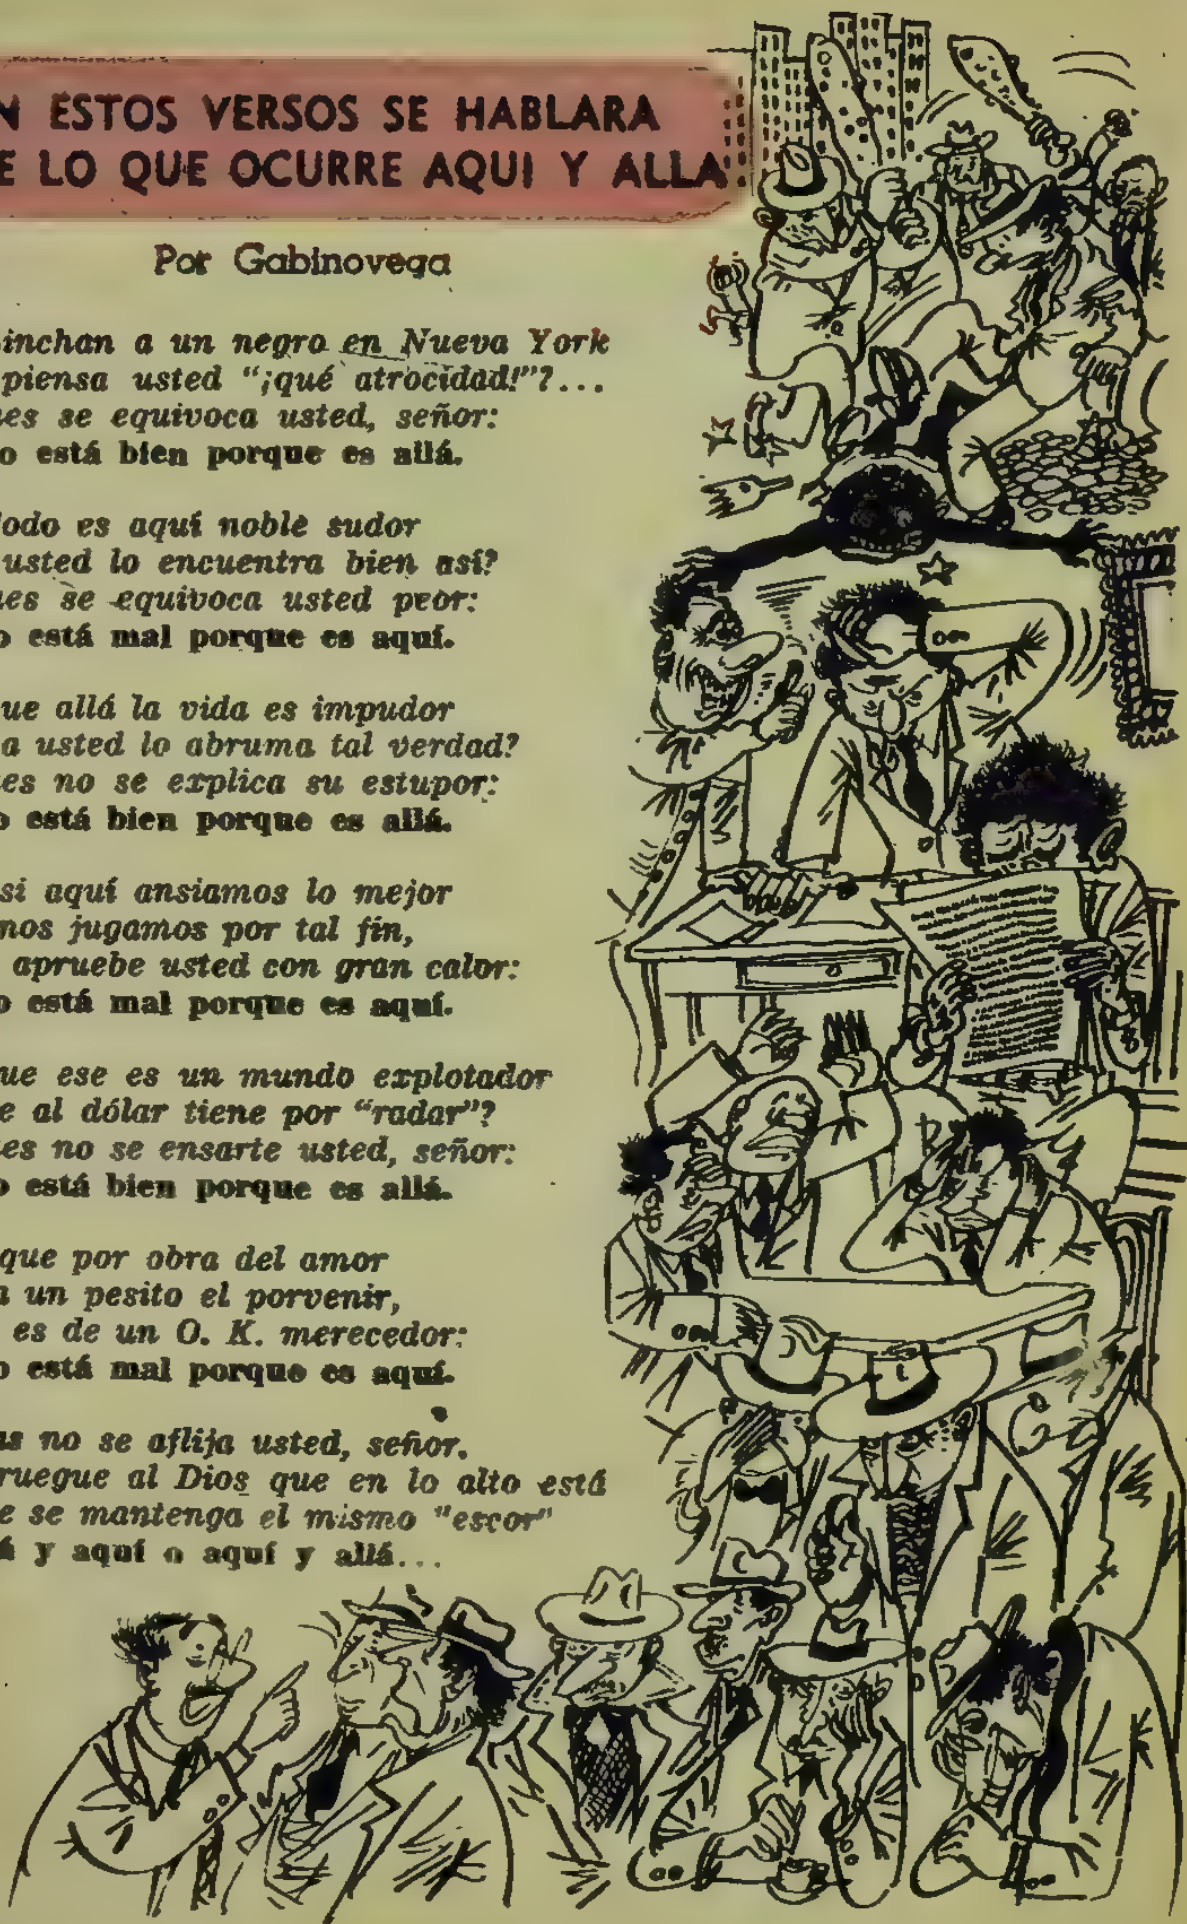 N ESTOS VERSOS SE HABLARA
E LO QUE OCURRE AQUI Y ALLA
Por Gabinovega
inchan a un negro en Nueva York
piensa usted "¡qué atrocidad!"?...
es se equivoca usted, señor:
o está bien porque es allá.
odo es aquí noble sudor
usted lo encuentra bien así?
ues se equivoca usted peor:
o está mal porque es aquí.
ue allá la vida es impudor
a usted lo abruma tal verdad?
es no se explica su estupor:
o está bien porque es allá.
si aquí ansiamos lo mejor
nos jugamos por tal fin,
apruebe usted con gran calor:
o está mal porque es aquí.
ue ese es un mundo explotador
e al dólar tiene por "radar"?
es no se ensarte usted, señor:
o está bien porque es allá.
que por obra del amor
a un pesito el porvenir,
es de un O. K. merecedor:
o está mal porque es aquí.
as no se aflija usted, señor.
ruegue al Dios que en lo alto está
e se mantenga el mismo "escor"
á y aquí o aquí y allá...